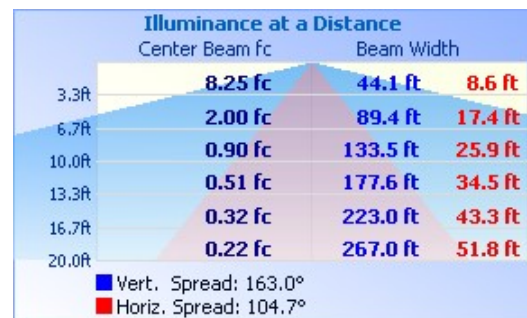 Illuminance at a Distance
Center Beam fc Beam Width
3.3ft 8.25 fc 44.1 ft 8.6 ft
6.7ft 2.00 fc 89.4 ft 17.4 ft
10.0ft 0.90 fc 133.5 ft 25.9 ft
13.3ft 0.51 fc 177.6 ft 34.5 ft
16.7ft 0.32 fc 223.0 ft 43.3 ft
20.0ft 0.22 fc 267.0 ft 51.8 ft
Vert. Spread: 163.0°
Horiz. Spread: 104.7°